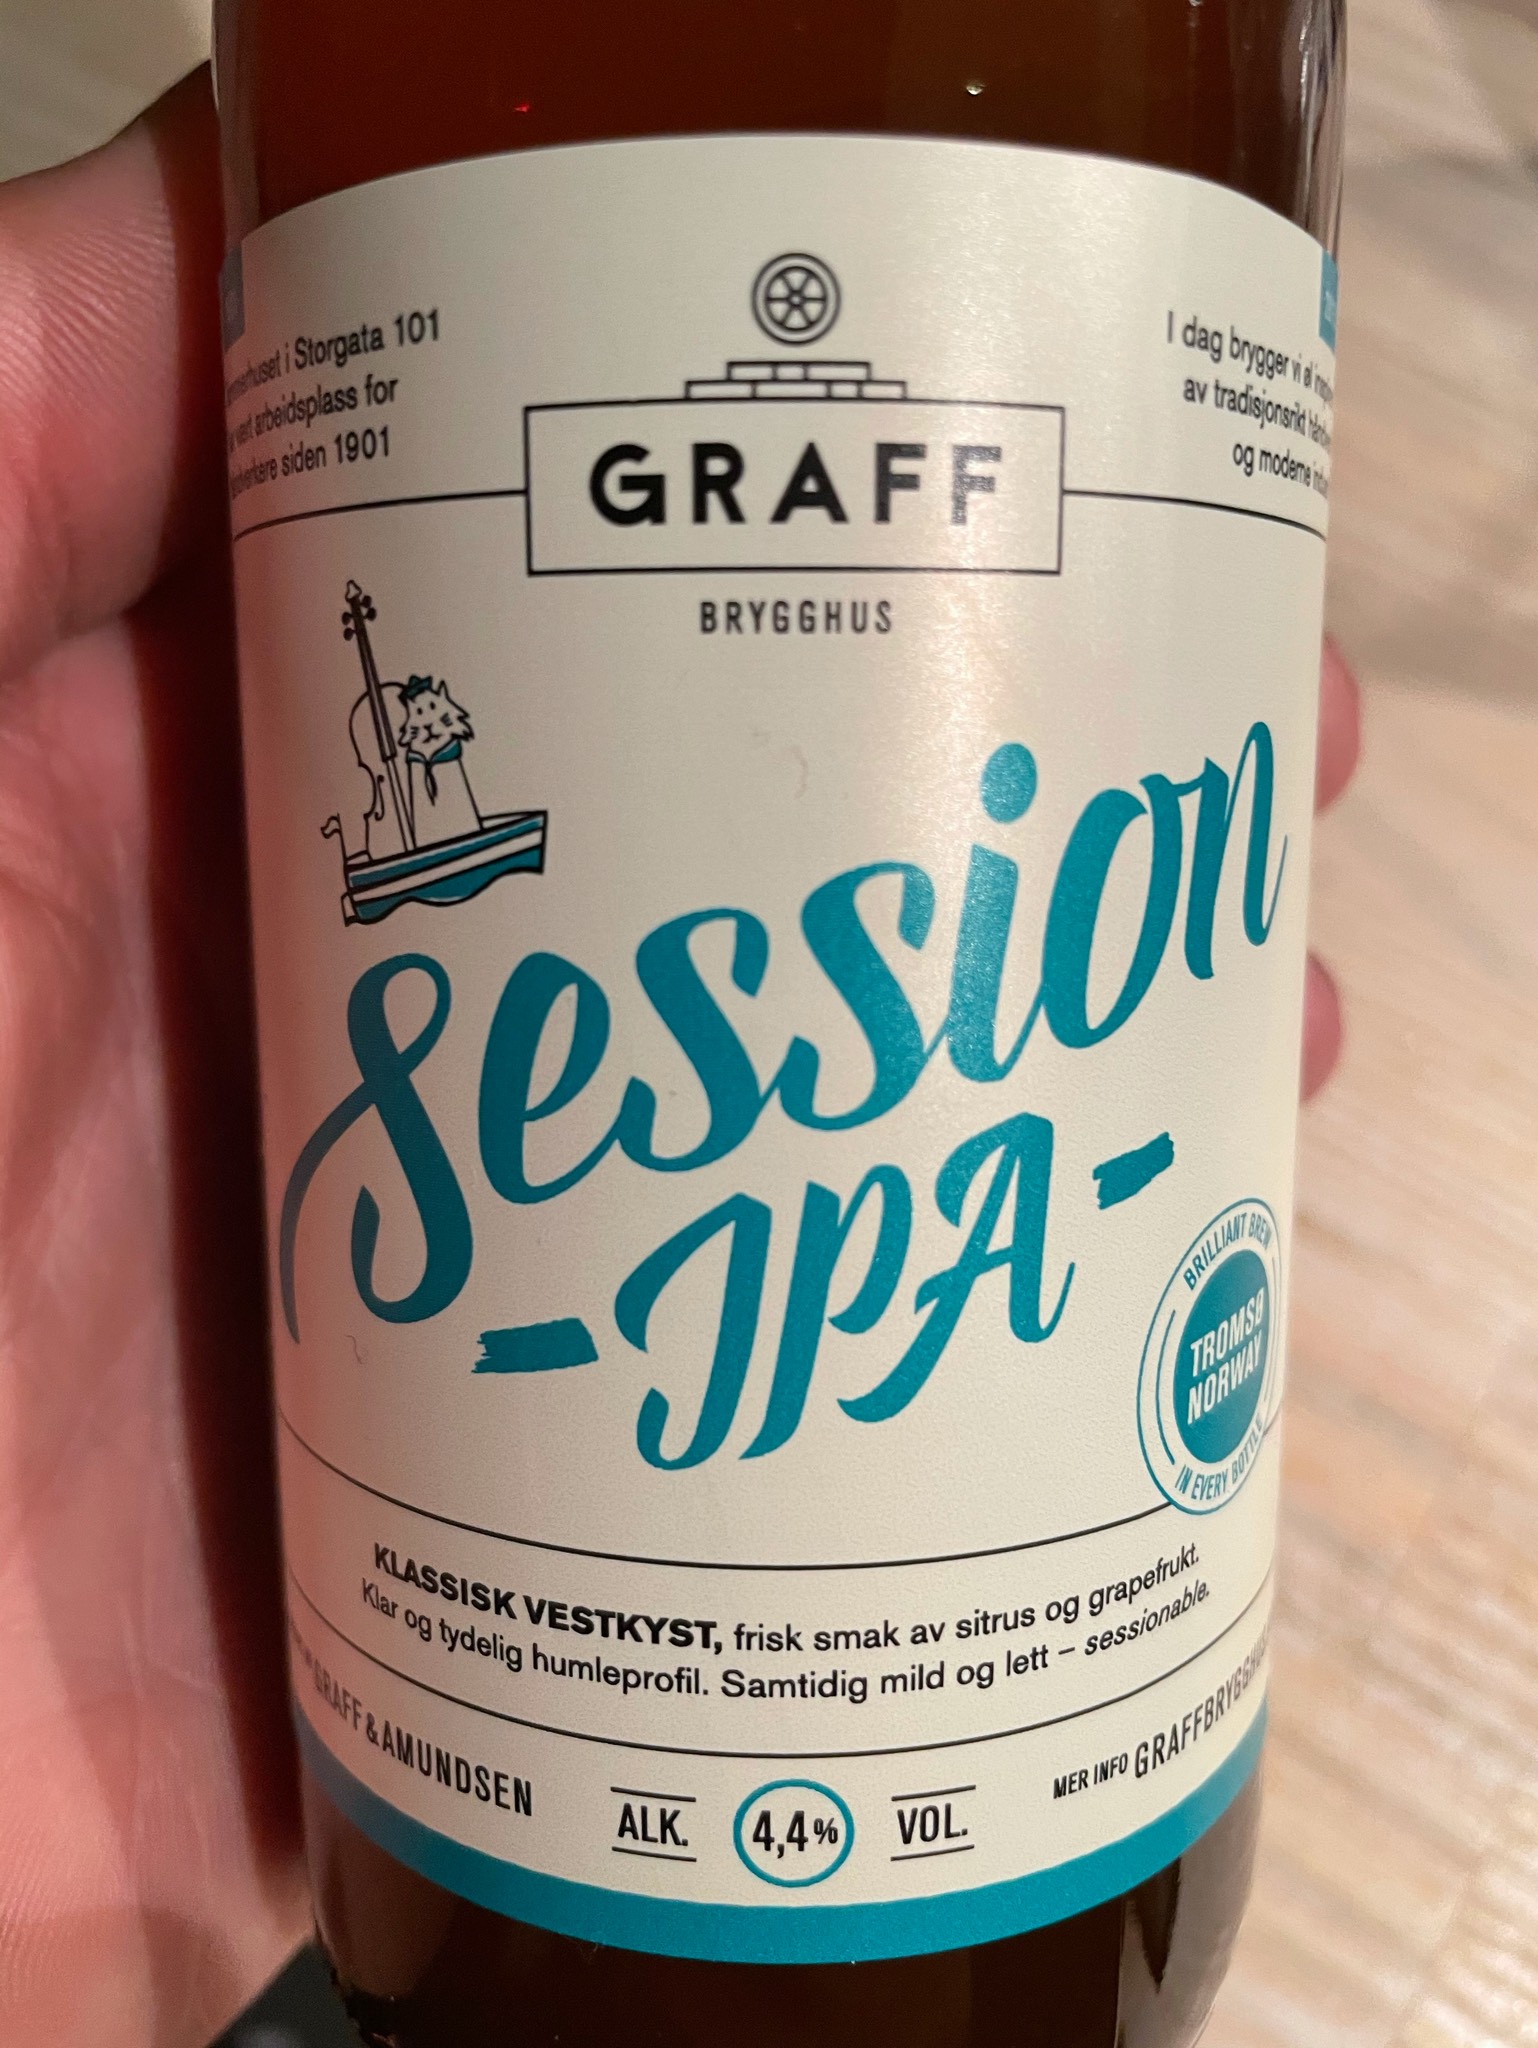 i Storgata 101
arbeidsplass for
siden 1901
GRAFF
BRYGGHUS
I dag brygger vi øl
av tradisjonsrikt
og moderne
Session
- IPA -
BRILLIANT BREW
TROMSØ
NORWAY
IN EVERY BOTTLE
KLASSISK VESTKYST, frisk smak av sitrus og grapefrukt.
Klar og tydelig humleprofil. Samtidig mild og lett – sessionable.
GRAFF & AMUNDSEN
ALK. 4,4% VOL.
MER INFO GRAFFBRYGGHUS